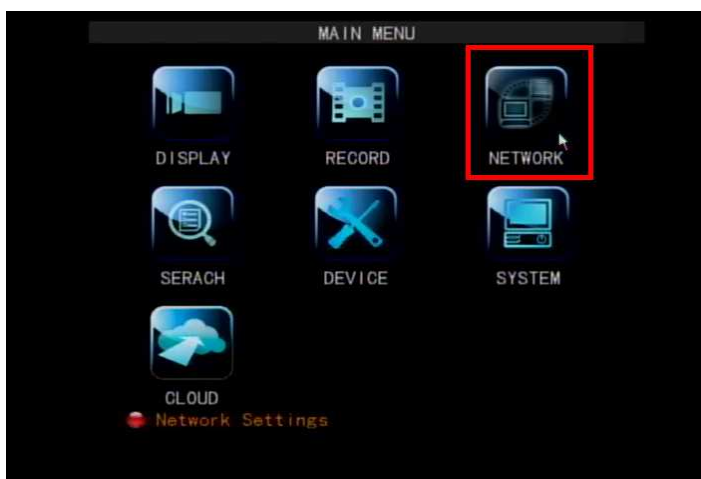 MAIN MENU
DISPLAY RECORD NETWORK
SERACH DEVICE SYSTEM
CLOUD
Network Settings